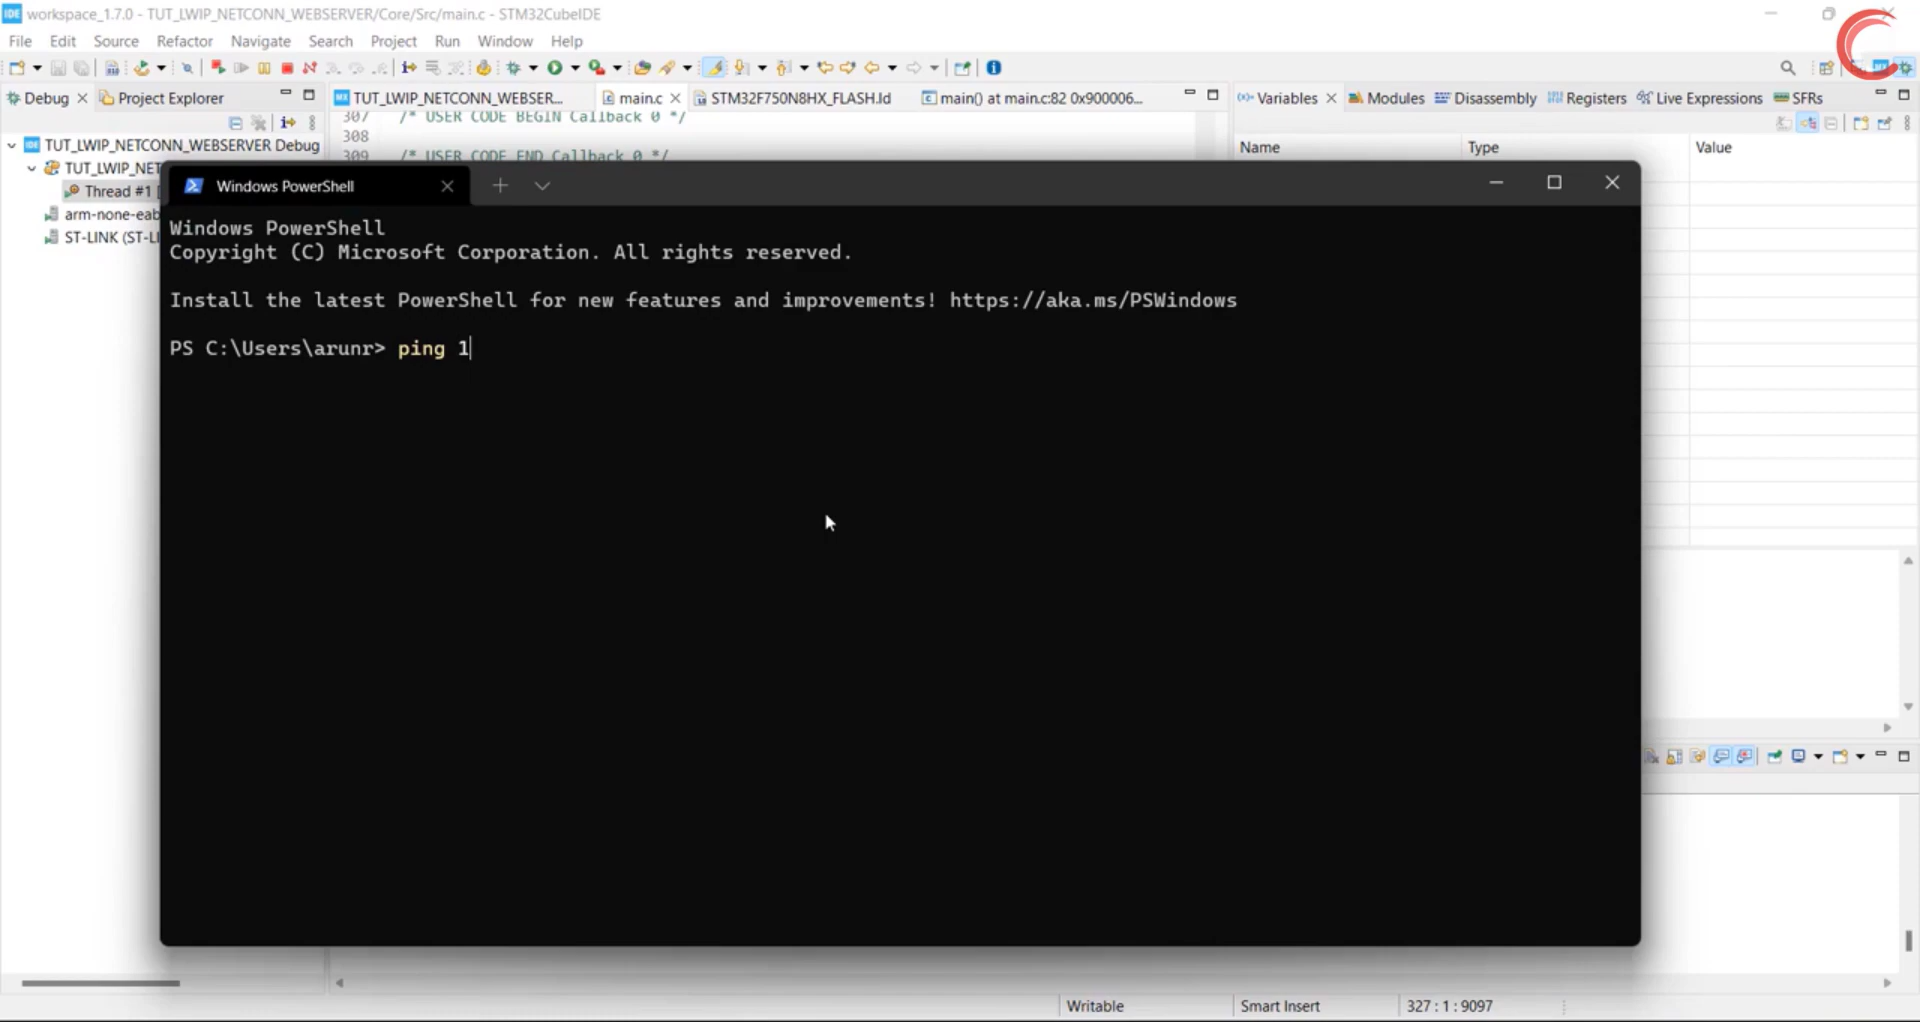 IDE workspace_1.7.0 - TUT_LWIP_NETCONN_WEBSERVER/Core/Src/main.c - STM32CubeIDE
File Edit Source Refactor Navigate Search Project Run Window Help
Debug Project Explorer
TUT_LWIP_NETCONN_WEBSER... main.c STM32F750N8HX_FLASH.ld main() at main.c:82 0x900006...
Variables Modules Disassembly Registers Live Expressions SFRs
307 /* USER CODE BEGIN Callback 0 */
308
309 /* USER CODE END Callback 0 */
Name Type Value
IDE TUT_LWIP_NETCONN_WEBSERVER Debug
TUT_LWIP_NET
Thread #1 [
arm-none-eab
ST-LINK (ST-LI
Windows PowerShell
Windows PowerShell
Copyright (C) Microsoft Corporation. All rights reserved.
Install the latest PowerShell for new features and improvements! https://aka.ms/PSWindows
PS C:\Users\arunr> ping 1
Writable Smart Insert 327 : 1 : 9097